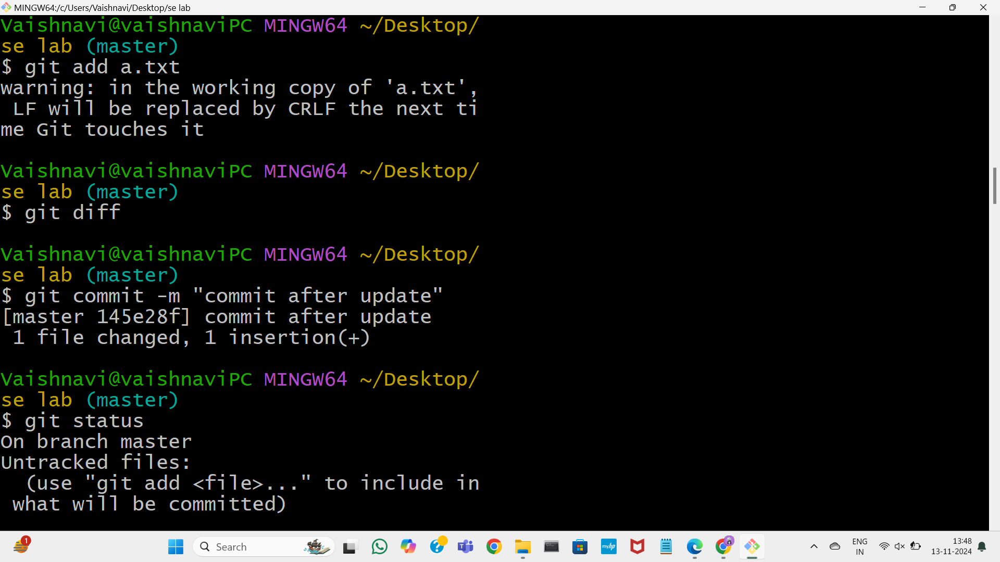 MINGW64:/c/Users/Vaishnavi/Desktop/se lab
Vaishnavi@vaishnaviPC MINGW64 ~/Desktop/
se lab (master)
$ git add a.txt
warning: in the working copy of 'a.txt',
 LF will be replaced by CRLF the next ti
me Git touches it
Vaishnavi@vaishnaviPC MINGW64 ~/Desktop/
se lab (master)
$ git diff
Vaishnavi@vaishnaviPC MINGW64 ~/Desktop/
se lab (master)
$ git commit -m "commit after update"
[master 145e28f] commit after update
 1 file changed, 1 insertion(+)
Vaishnavi@vaishnaviPC MINGW64 ~/Desktop/
se lab (master)
$ git status
On branch master
Untracked files:
  (use "git add <file>..." to include in
 what will be committed)
1
Search
myhp
ENG
IN
13:48
13-11-2024